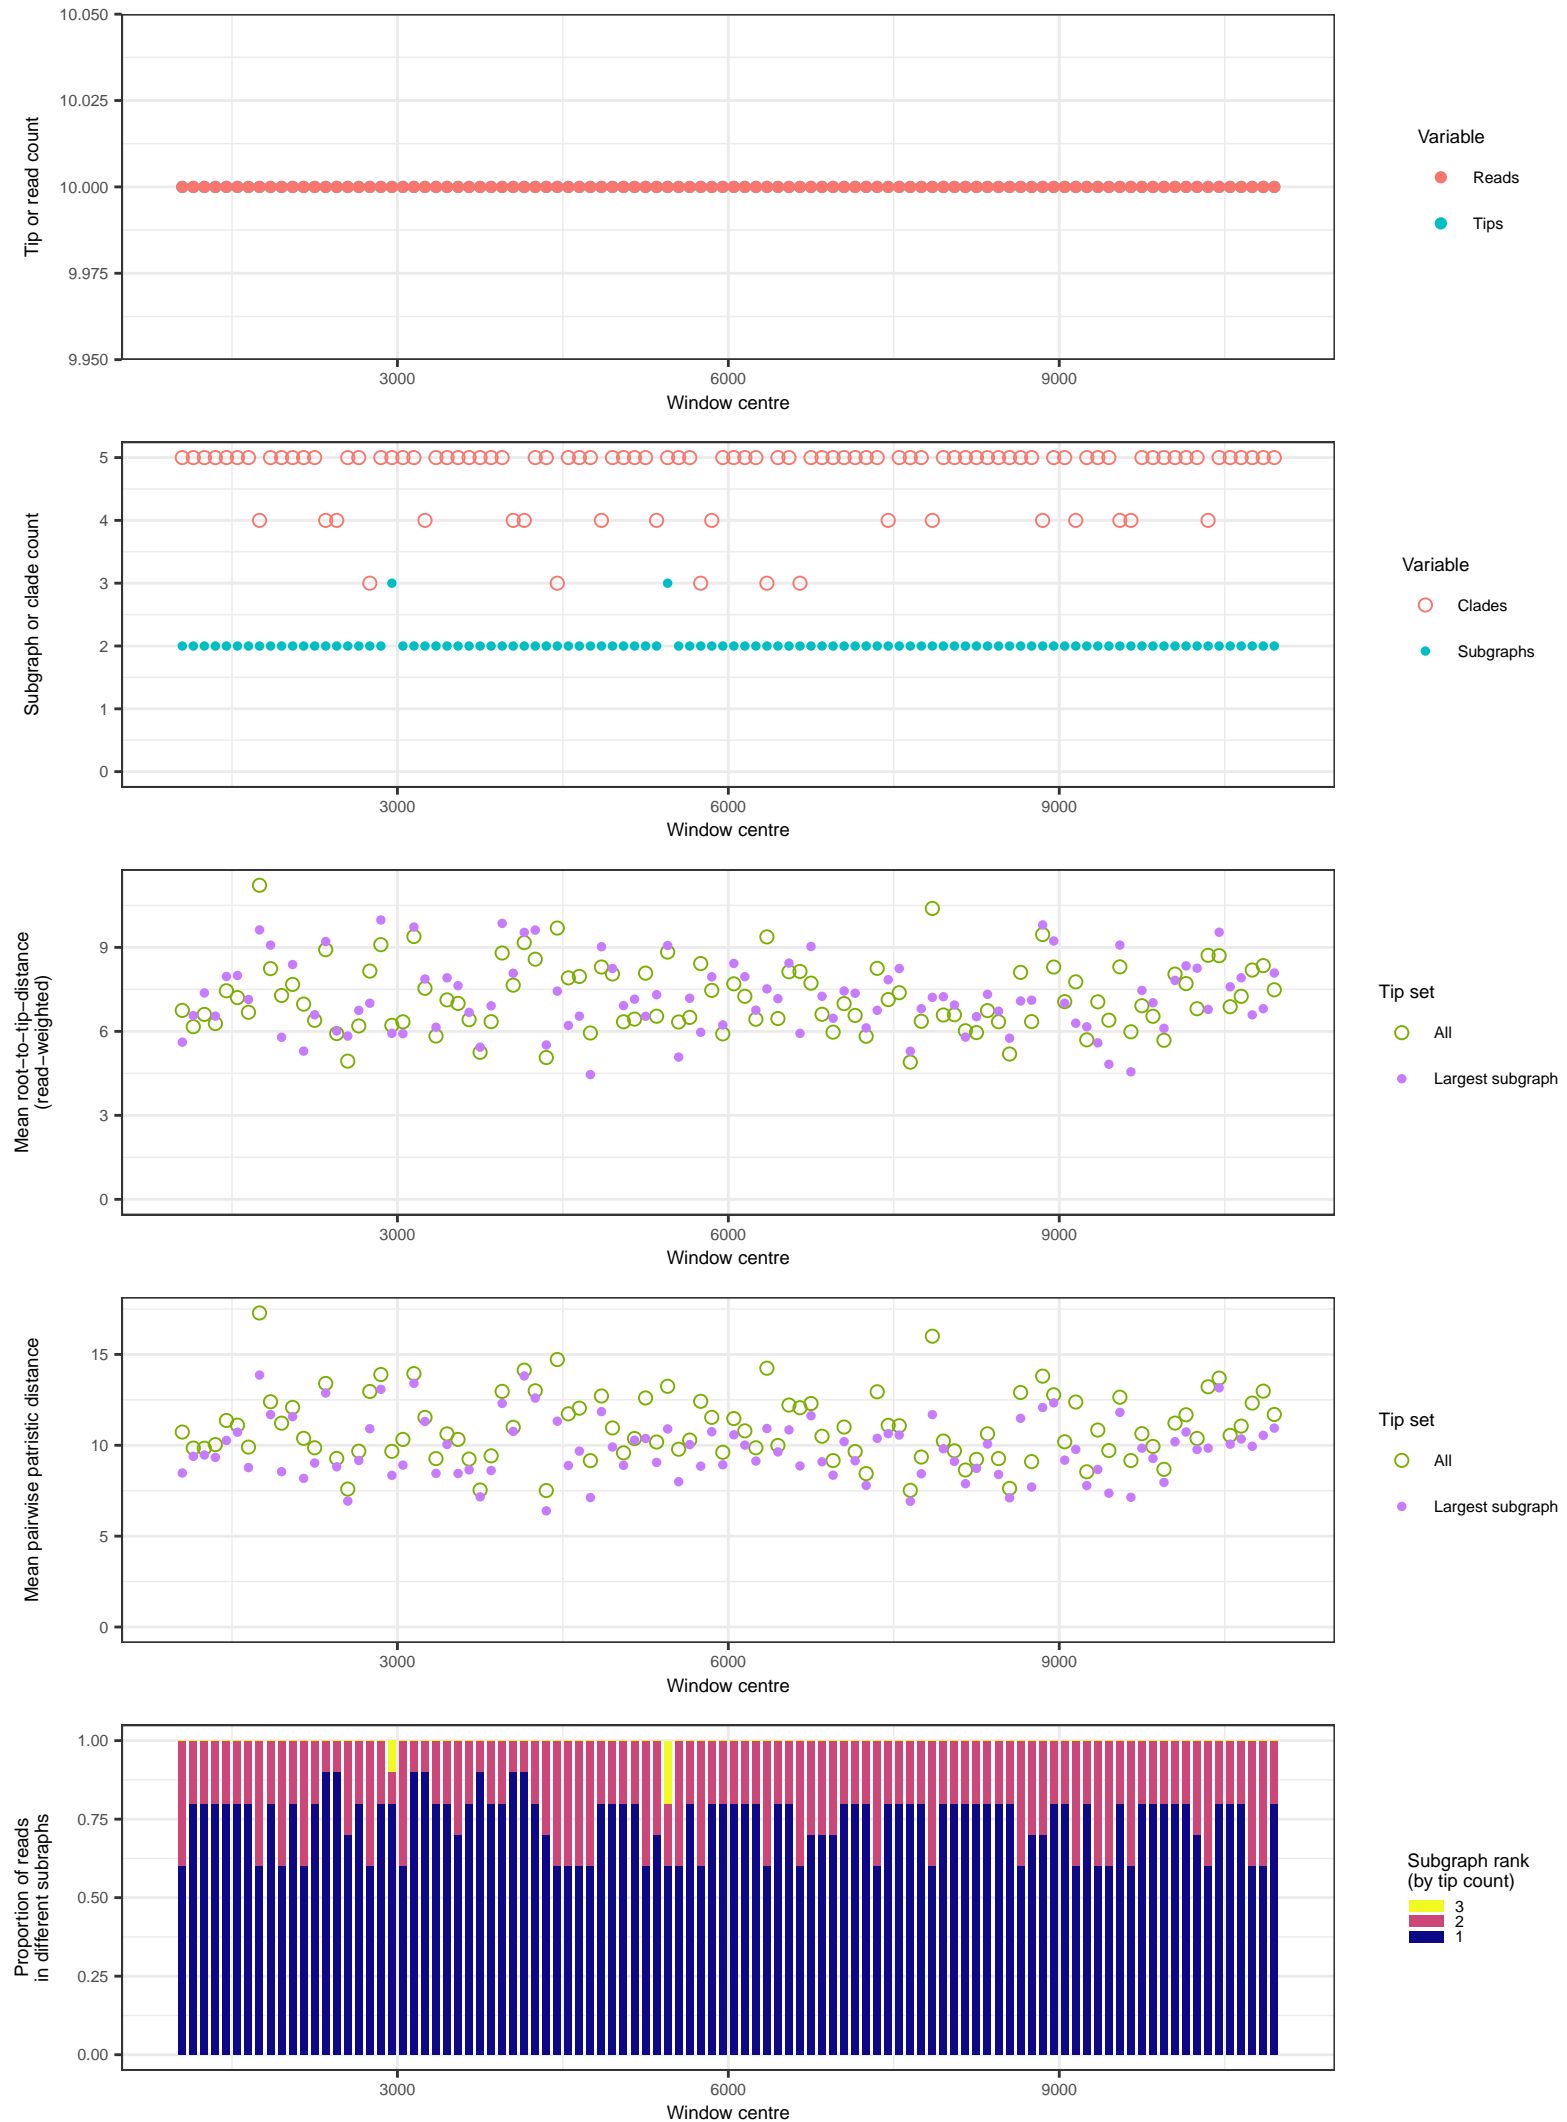 10.050
10.025
10.000
9.975
9.950
Tip or read count
3000 6000 9000
Window centre
Variable
Reads
Tips
5
4
3
2
1
0
Subgraph or clade count
3000 6000 9000
Window centre
Variable
Clades
Subgraphs
9
6
3
0
Mean root−to−tip−distance
(read−weighted)
3000 6000 9000
Window centre
Tip set
All
Largest subgraph
15
10
5
0
Mean pairwise patristic distance
3000 6000 9000
Window centre
Tip set
All
Largest subgraph
1.00
0.75
0.50
0.25
0.00
Proportion of reads
in different subraphs
3000 6000 9000
Window centre
Subgraph rank
(by tip count)
3
2
1